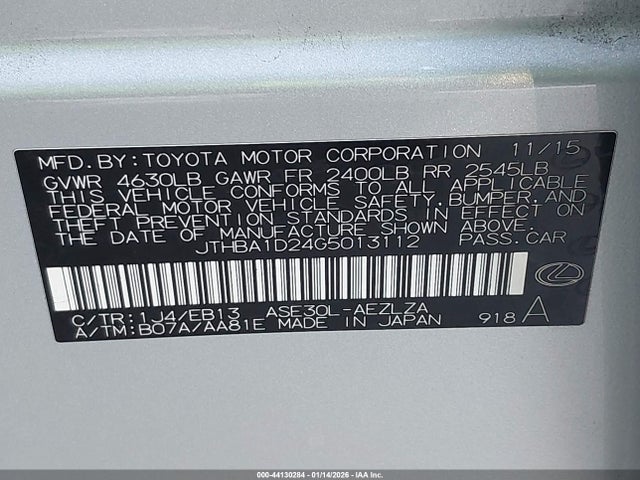 MFD.BY:TOYOTA MOTOR CORPORATION 11/15
GVWR 4630LB GAWR FR 2400LB RR 2545LB
THIS VEHICLE CONFORMS TO ALL APPLICABLE
FEDERAL MOTOR VEHICLE SAFETY,BUMPER,AND
THEFT PREVENTION STANDARDS IN EFFECT ON
THE DATE OF MANUFACTURE SHOWN ABOVE.
JTHBA1D24G5013112 PASS.CAR
C/TR:1J4/EB13 ASE30L-AEZLZA
A/TM:B07A/AA81E MADE IN JAPAN 918 A
000-44130284 - 01/14/2026 - IAA Inc.